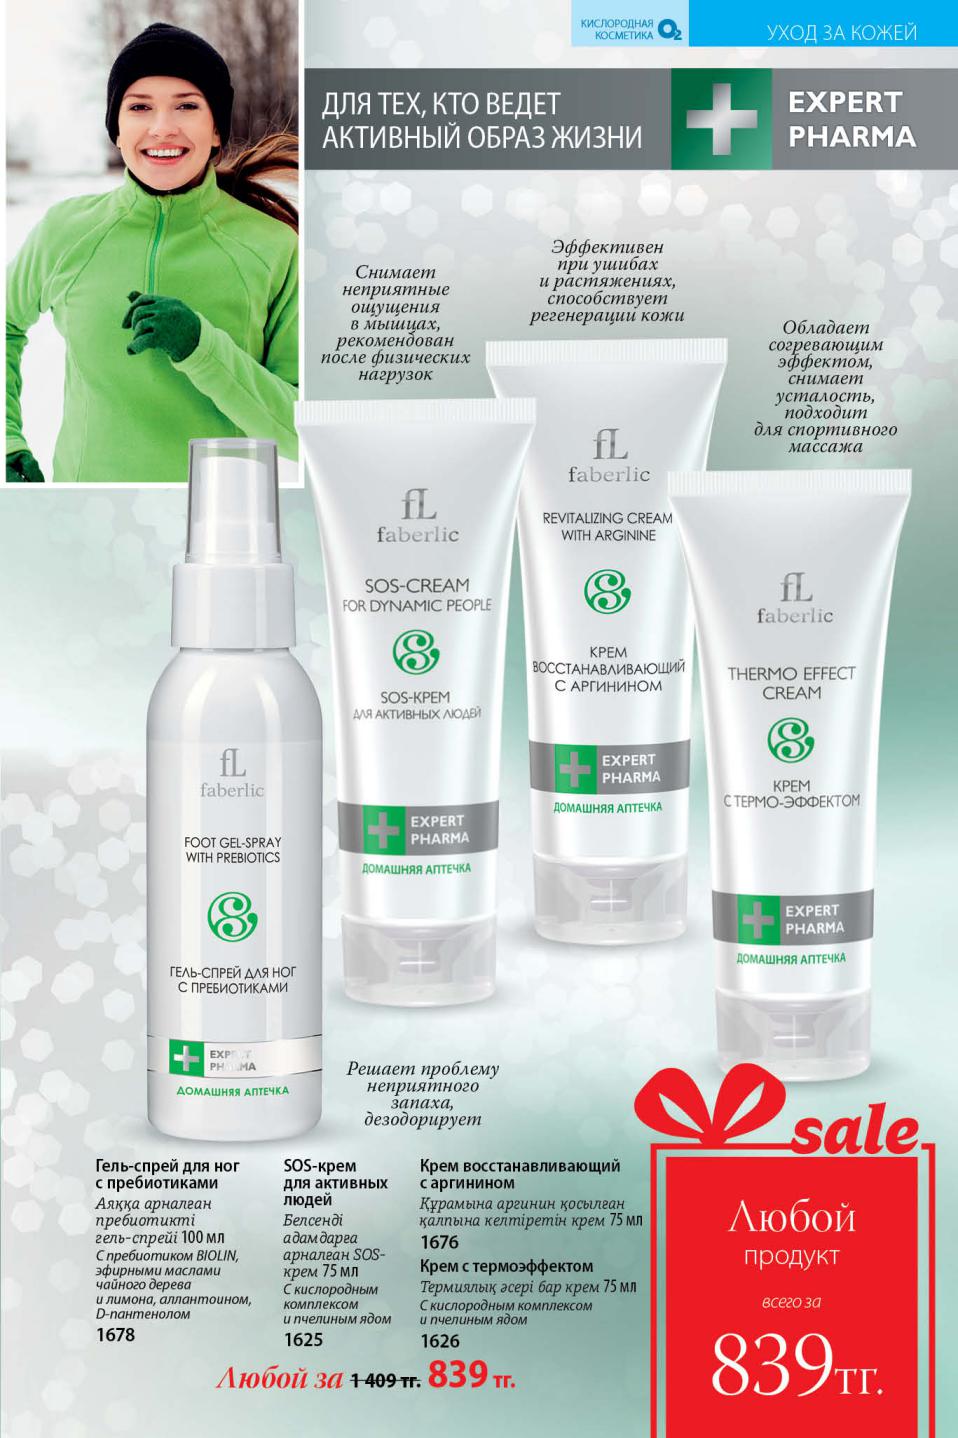 КИСЛОРОДНАЯ
КОСМЕТИКА O2
УХОД ЗА КОЖЕЙ
ДЛЯ ТЕХ, КТО ВЕДЕТ
АКТИВНЫЙ ОБРАЗ ЖИЗНИ
EXPERT
PHARMA
Снимает
неприятные
ощущения
в мышцах,
рекомендован
после физических
нагрузок
Эффективен
при ушибах
и растяжениях,
способствует
регенерации кожи
Обладает
согревающим
эффектом,
снимает
усталость,
подходит
для спортивного
массажа
fL
faberlic
FOOT GEL-SPRAY
WITH PREBIOTICS
ГЕЛЬ-СПРЕЙ ДЛЯ НОГ
С ПРЕБИОТИКАМИ
EXPERT
PHARMA
ДОМАШНЯЯ АПТЕЧКА
fL
faberlic
SOS-CREAM
FOR DYNAMIC PEOPLE
SOS-КРЕМ
ДЛЯ АКТИВНЫХ ЛЮДЕЙ
EXPERT
PHARMA
ДОМАШНЯЯ АПТЕЧКА
fL
faberlic
REVITALIZING CREAM
WITH ARGININE
КРЕМ
ВОССТАНАВЛИВАЮЩИЙ
С АРГИНИНОМ
EXPERT
PHARMA
ДОМАШНЯЯ АПТЕЧКА
fL
faberlic
THERMO EFFECT
CREAM
КРЕМ
С ТЕРМО-ЭФФЕКТОМ
EXPERT
PHARMA
ДОМАШНЯЯ АПТЕЧКА
Решает проблему
неприятного
запаха,
дезодорирует
Гель-спрей для ног
с пребиотиками
Аяққа арналған
пребиотикті
гель-спрейі 100 мл
С пребиотиком BIOLIN,
эфирными маслами
чайного дерева
и лимона, аллантоином,
D-пантенолом
1678
SOS-крем
для активных
людей
Белсенді
адамдарға
арналған SOS-
крем 75 мл
С кислородным
комплексом
и пчелиным ядом
1625
Крем восстанавливающий
с аргинином
Құрамына аргинин қосылған
қалпына келтіретін крем 75 мл
1676
Крем с термоэффектом
Термиялық әсері бар крем 75 мл
С кислородным комплексом
и пчелиным ядом
1626
Любой за 1 409 тг. 839 тг.
sale
Любой
продукт
всего за
839тг.